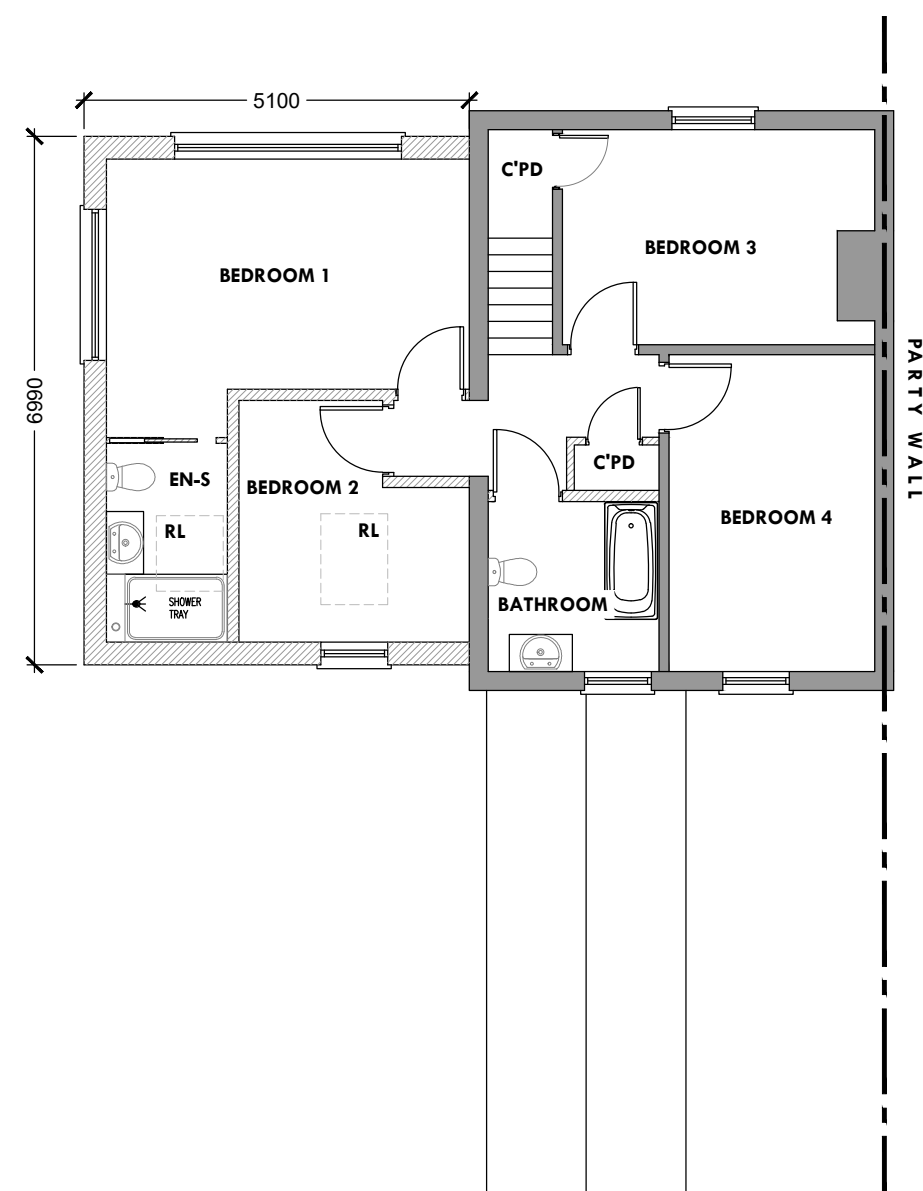 5100
C'PD
BEDROOM 3
BEDROOM 1
6990
PARTY WALL
C'PD
EN-S
BEDROOM 2
BEDROOM 4
RL
RL
BATHROOM
SHOWER
TRAY